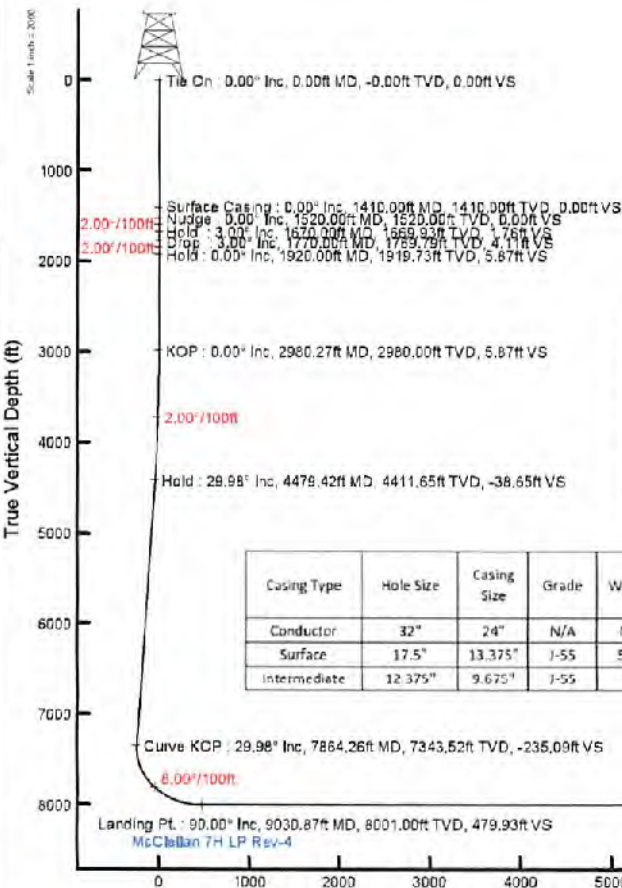 Scale 1 inch = 2000
0
Tie On : 0.00° Inc, 0.00ft MD, -0.00ft TVD, 0.00ft VS
1000
Surface Casing : 0.00° Inc, 1410.00ft MD, 1410.00ft TVD, 0.00ft VS
2.00°/100ft
Nudge : 0.00° Inc, 1520.00ft MD, 1520.00ft TVD, 0.00ft VS
Hold : 3.00° Inc, 1670.00ft MD, 1669.93ft TVD, 1.76ft VS
2.00°/100ft
Drop : 3.00° Inc, 1770.00ft MD, 1769.79ft TVD, 4.11ft VS
Hold : 0.00° Inc, 1920.00ft MD, 1919.73ft TVD, 5.87ft VS
2000
3000
KOP : 0.00° Inc, 2980.27ft MD, 2980.00ft TVD, 5.87ft VS
2.00°/100ft
4000
Hold : 29.98° Inc, 4479.42ft MD, 4411.65ft TVD, -38.65ft VS
True Vertical Depth (ft)
5000
Casing Type Hole Size Casing Size Grade W
Conductor 32" 24" N/A
Surface 17.5" 13.375" J-55 5
Intermediate 12.375" 9.675" J-55
6000
7000
Curve KOP : 29.98° Inc, 7864.26ft MD, 7343.52ft TVD, -235.09ft VS
8.00°/100ft
8000
Landing Pt. : 90.00° Inc, 9030.87ft MD, 8001.00ft TVD, 479.93ft VS
McClellan 7H LP Rev-4
0 1000 2000 3000 4000 5000